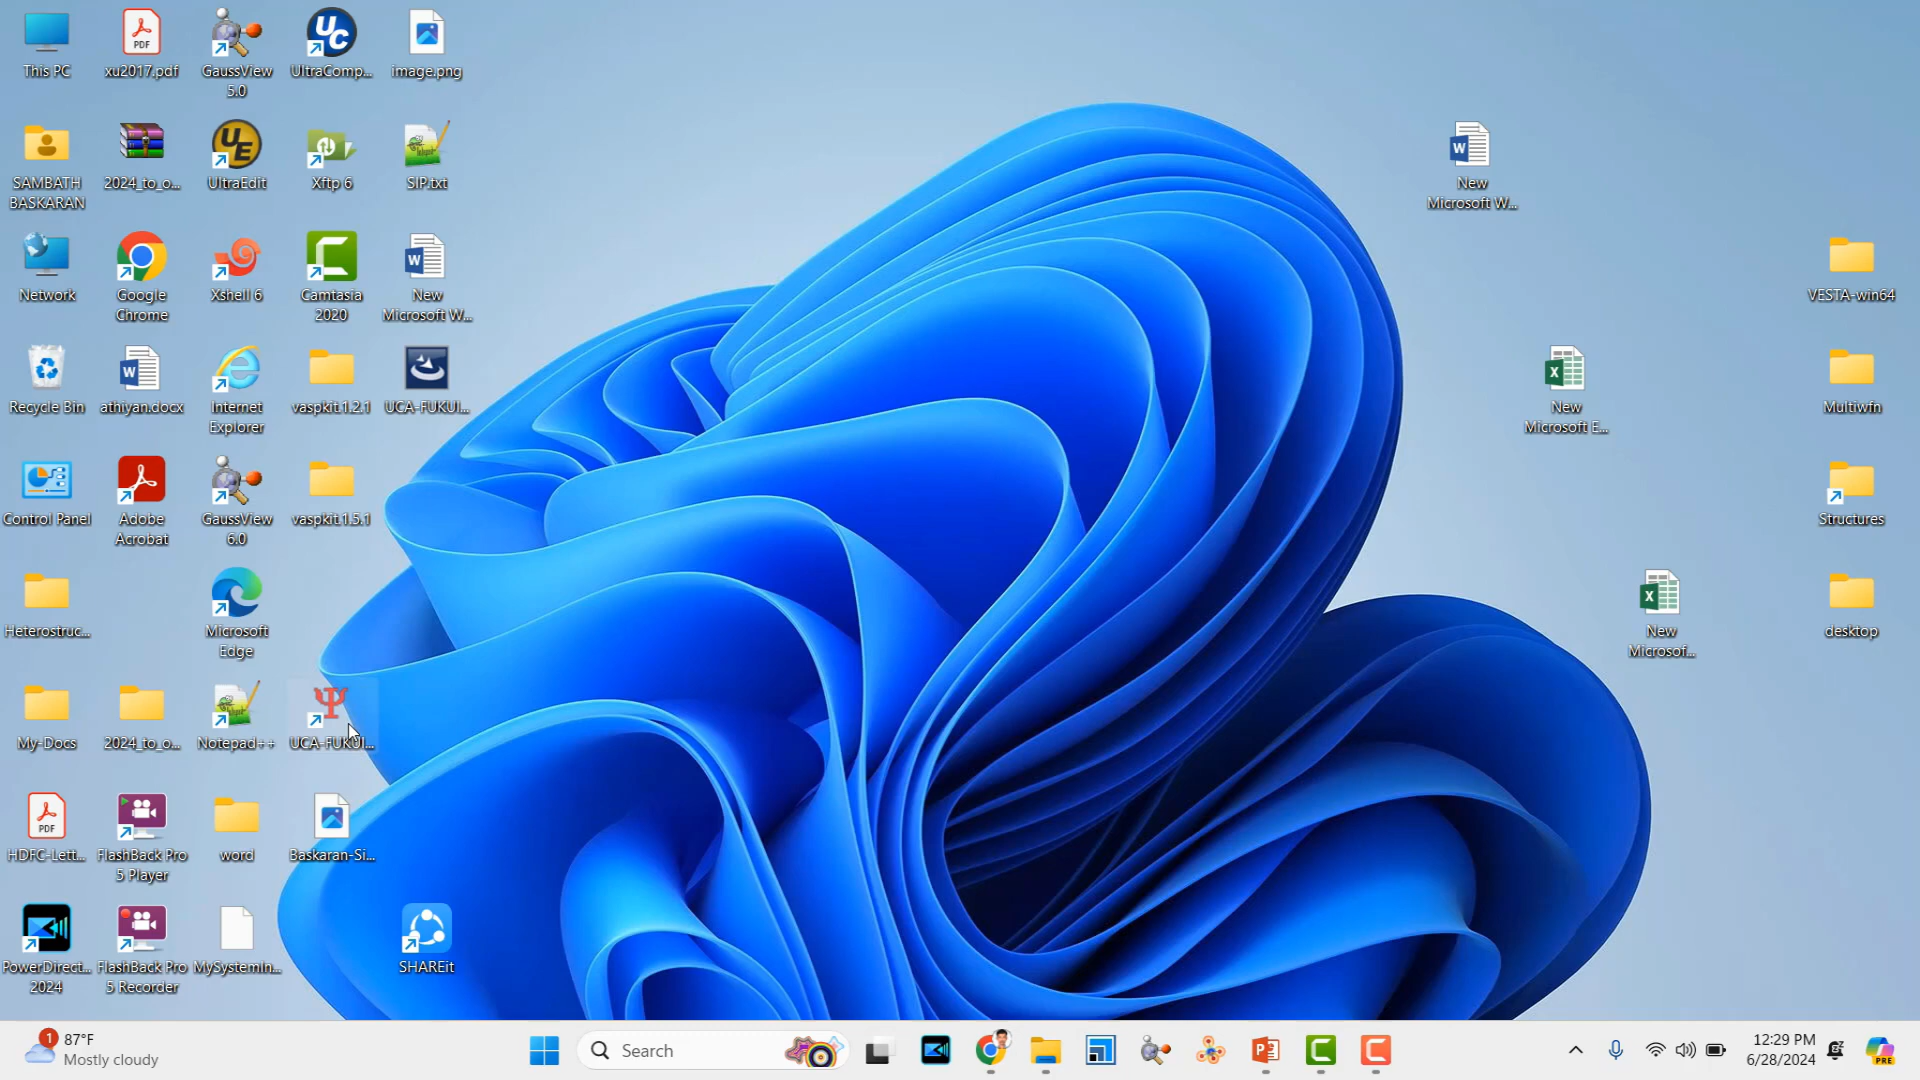 This PC
xu2017.pdf
GaussView
5.0
UltraComp...
image.png
SAMBATH
BASKARAN
2024_to_o...
UltraEdit
Xftp 6
SIP.txt
New
Microsoft W...
Network
Google
Chrome
Xshell 6
Camtasia
2020
New
Microsoft W...
VESTA-win64
Recycle Bin
athiyan.docx
Internet
Explorer
vaspkit.1.2.1
UCA-FUKUI...
New
Microsoft E...
Multiwfn
Control Panel
Adobe
Acrobat
GaussView
6.0
vaspkit.1.5.1
Structures
Heterostruc...
Microsoft
Edge
New
Microsof...
desktop
My-Docs
2024_to_o...
Notepad++
UCA-FUKUI...
HDFC-Lett...
FlashBack Pro
5 Player
word
Baskaran-Si...
PowerDirect...
2024
FlashBack Pro
5 Recorder
MySystemin...
SHAREit
1
87°F
Mostly cloudy
Search
12:29 PM
6/28/2024